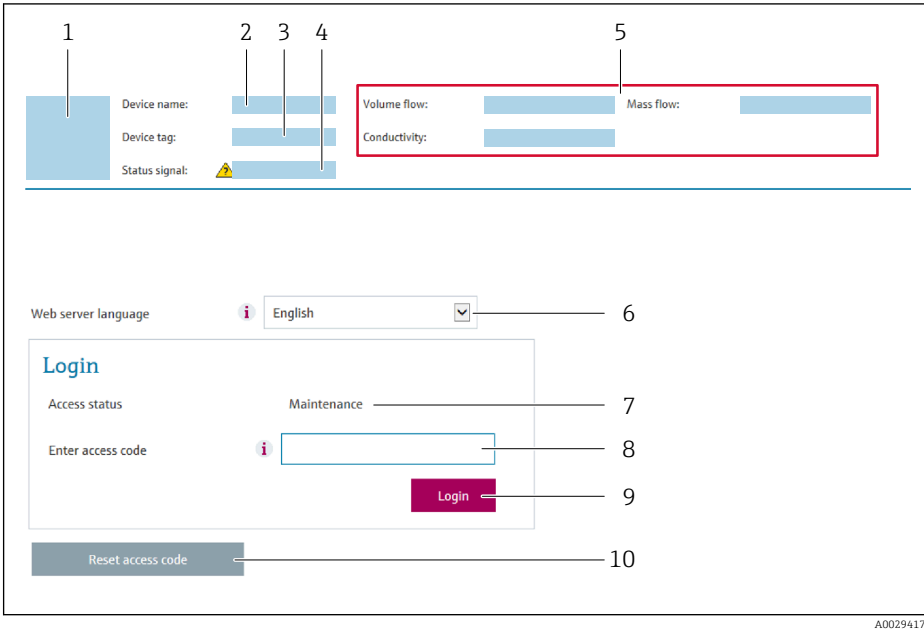 1 2 3 4 5
Device name: Volume flow: Mass flow:
Device tag: Conductivity:
Status signal: ?
Web server language i English 6
Login
Access status Maintenance 7
Enter access code i 8
Login 9
Reset access code 10
A0029417